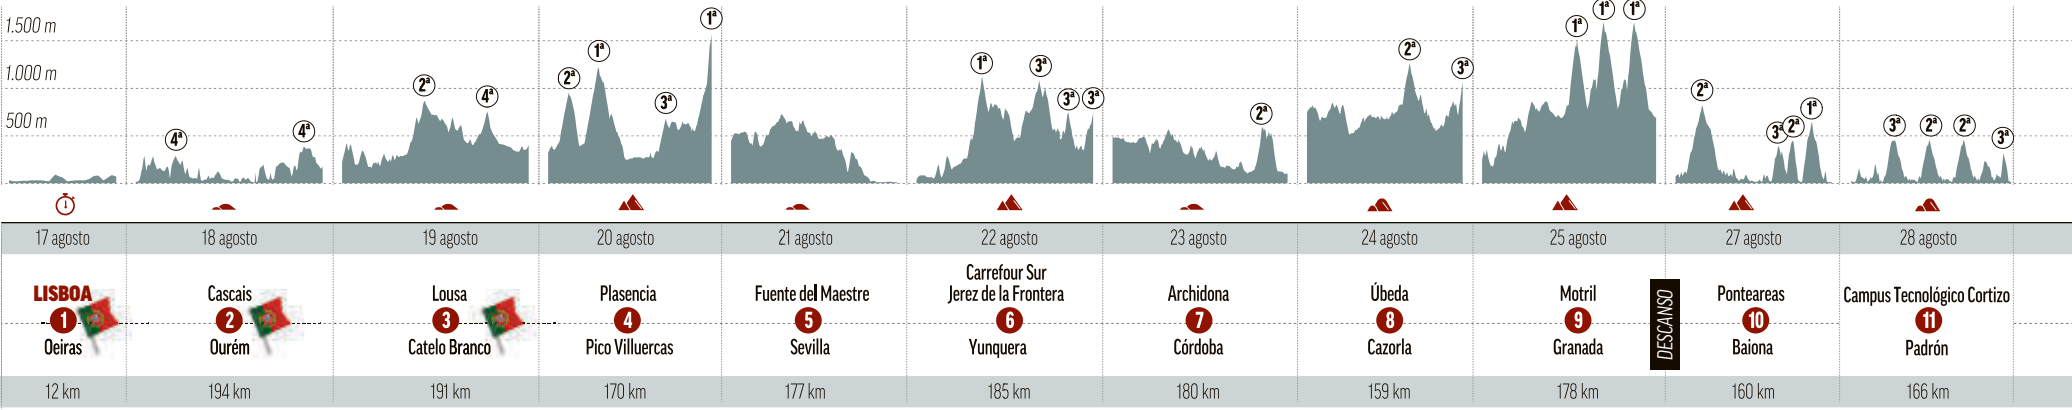 1.500 m
1.000 m
500 m
4ª
4ª
2ª
4ª
2ª
1ª
3ª
1ª
1ª
3ª
3ª
3ª
2ª
2ª
3ª
1ª
1ª
1ª
2ª
3ª
2ª
1ª
3ª
2ª
2ª
3ª
17 agosto
18 agosto
19 agosto
20 agosto
21 agosto
22 agosto
23 agosto
24 agosto
25 agosto
27 agosto
28 agosto
LISBOA
1
Oeiras
Cascais
2
Ourém
Lousa
3
Catelo Branco
Plasencia
4
Pico Villuercas
Fuente del Maestre
5
Sevilla
Carrefour Sur
Jerez de la Frontera
6
Yunquera
Archidona
7
Córdoba
Úbeda
8
Cazorla
Motril
9
Granada
DESCANSO
Ponteareas
10
Baiona
Campus Tecnológico Cortizo
11
Padrón
12 km
194 km
191 km
170 km
177 km
185 km
180 km
159 km
178 km
160 km
166 km